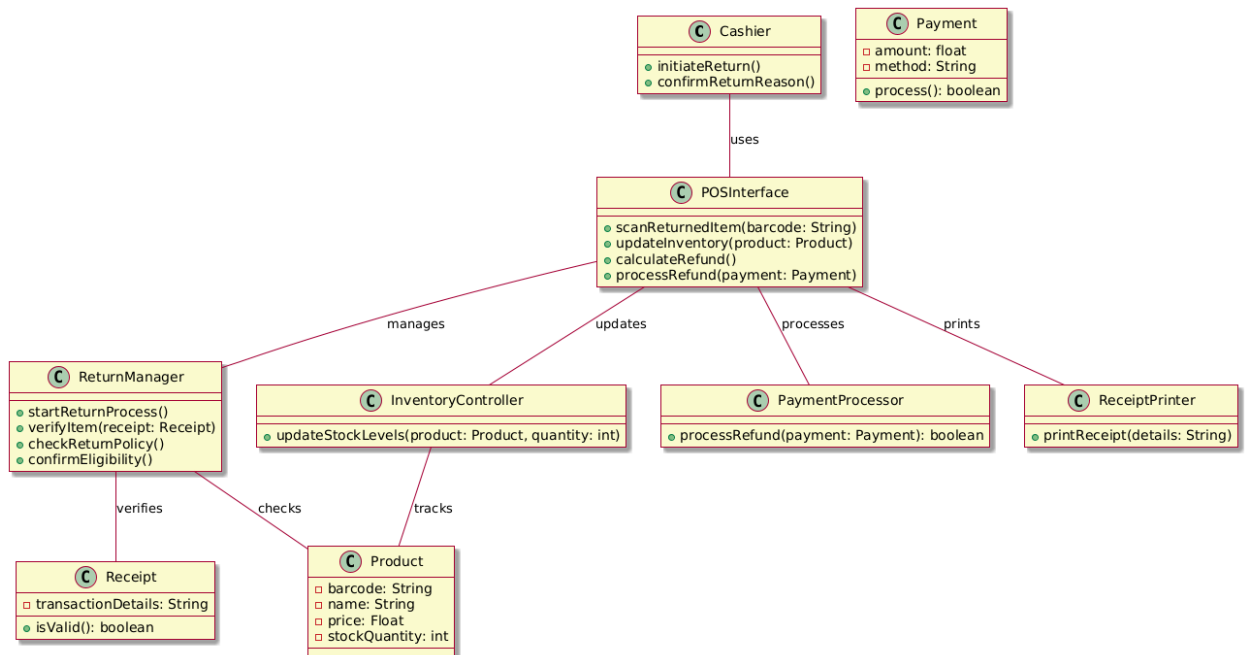 C Cashier
initiateReturn()
confirmReturnReason()
C Payment
amount: float
method: String
process(): boolean
uses
C POSInterface
scanReturnedItem(barcode: String)
updateInventory(product: Product)
calculateRefund()
processRefund(payment: Payment)
manages
updates
processes
prints
C ReturnManager
startReturnProcess()
verifyItem(receipt: Receipt)
checkReturnPolicy()
confirmEligibility()
C InventoryController
updateStockLevels(product: Product, quantity: int)
C PaymentProcessor
processRefund(payment: Payment): boolean
C ReceiptPrinter
printReceipt(details: String)
verifies
checks
tracks
C Receipt
transactionDetails: String
isValid(): boolean
C Product
barcode: String
name: String
price: Float
stockQuantity: int